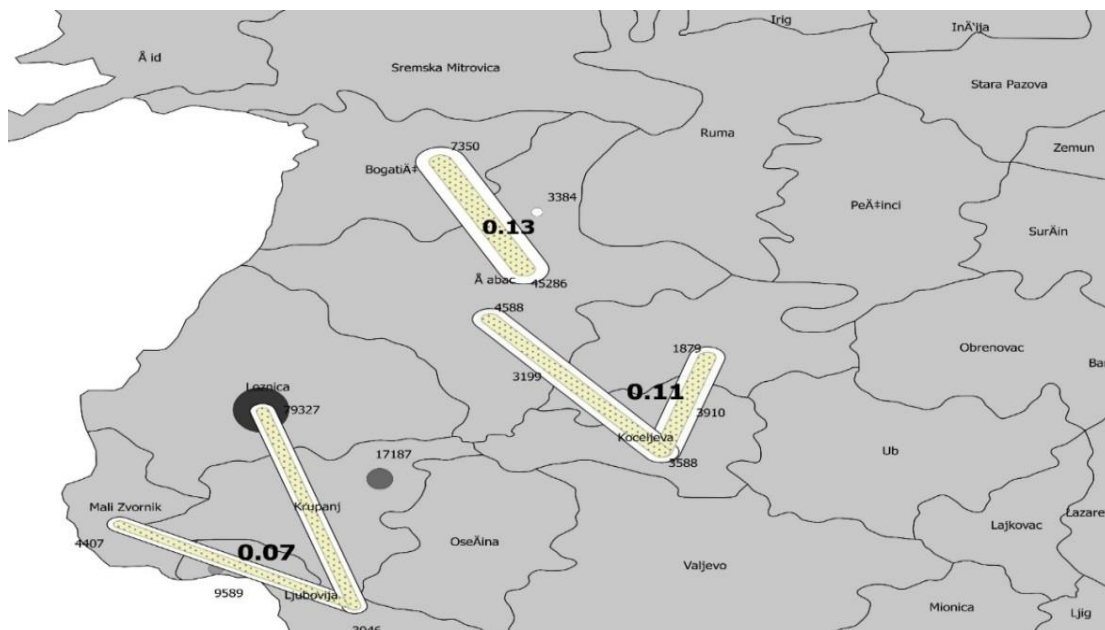 Irig
InÄ‘ija
Å id
Sremska Mitrovica
Stara Pazova
Ruma
Zemun
7350
BogatiÄ‡
3384
PeÄ‡inci
0.13
SurÄin
Å abac
45286
4588
1879
Obrenovac
3199
Loznica
0.11
79327
3910
Koceljeva
3588
17187
Ub
Mali Zvornik
Krupanj
Lajkovac
Lazare
4407
OseÄina
0.07
Valjevo
9589
Ljubovija
Mionica
Ljig